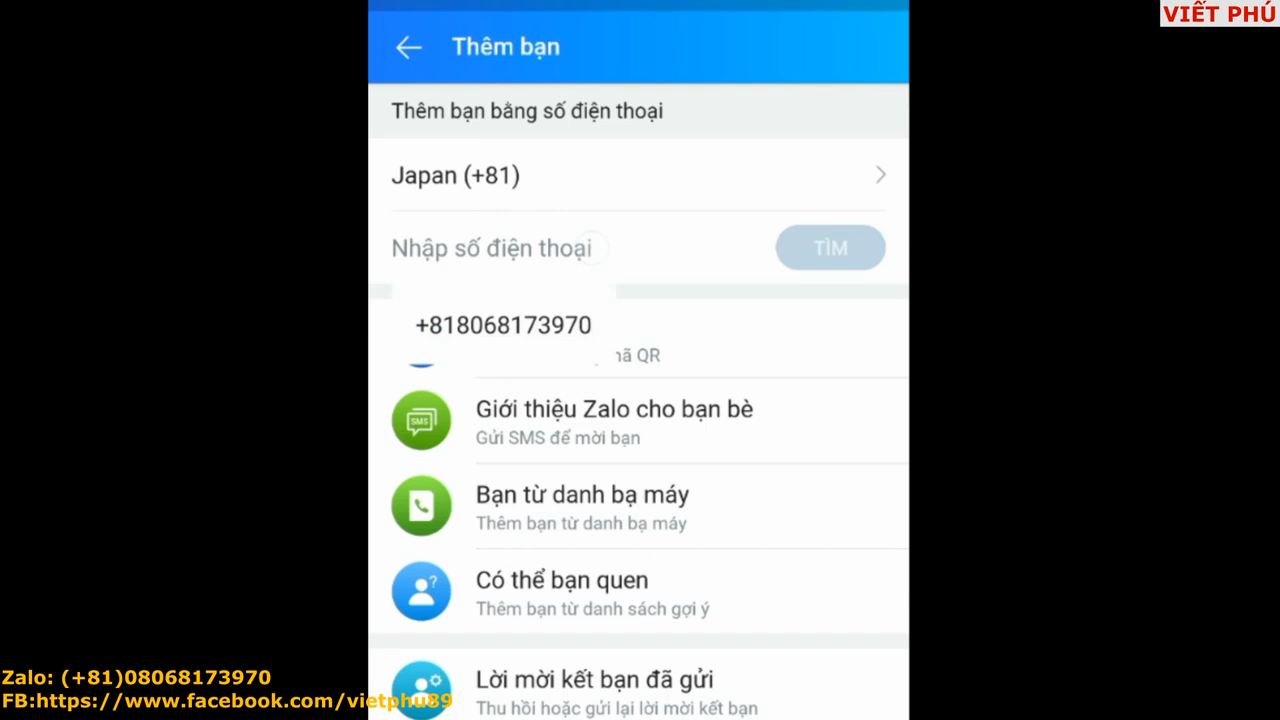 VIẾT PHÚ
Thêm bạn
Thêm bạn bằng số điện thoại
Japan (+81)
Nhập số điện thoại
TÌM
+818068173970
mã QR
Giới thiệu Zalo cho bạn bè
SMS
Gửi SMS để mời bạn
Bạn từ danh bạ máy
Thêm bạn từ danh bạ máy
Có thể bạn quen
Thêm bạn từ danh sách gợi ý
Lời mời kết bạn đã gửi
Thu hồi hoặc gửi lại lời mời kết bạn
Zalo: (+81)08068173970
FB:https://www.facebook.com/vietphu89